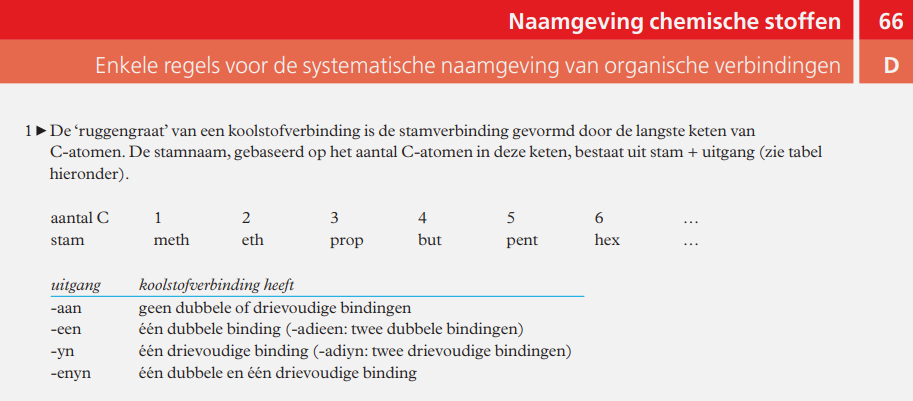 Naamgeving chemische stoffen 66
Enkele regels voor de systematische naamgeving van organische verbindingen D
1 ▶ De ‘ruggengraat’ van een koolstofverbinding is de stamverbinding gevormd door de langste keten van
C-atomen. De stamnaam, gebaseerd op het aantal C-atomen in deze keten, bestaat uit stam + uitgang (zie tabel
hieronder).
aantal C 1 2 3 4 5 6 ...
stam meth eth prop but pent hex ...
uitgang koolstofverbinding heeft
-aan geen dubbele of drievoudige bindingen
-een één dubbele binding (-adieen: twee dubbele bindingen)
-yn één drievoudige binding (-adiyn: twee drievoudige bindingen)
-enyn één dubbele en één drievoudige binding